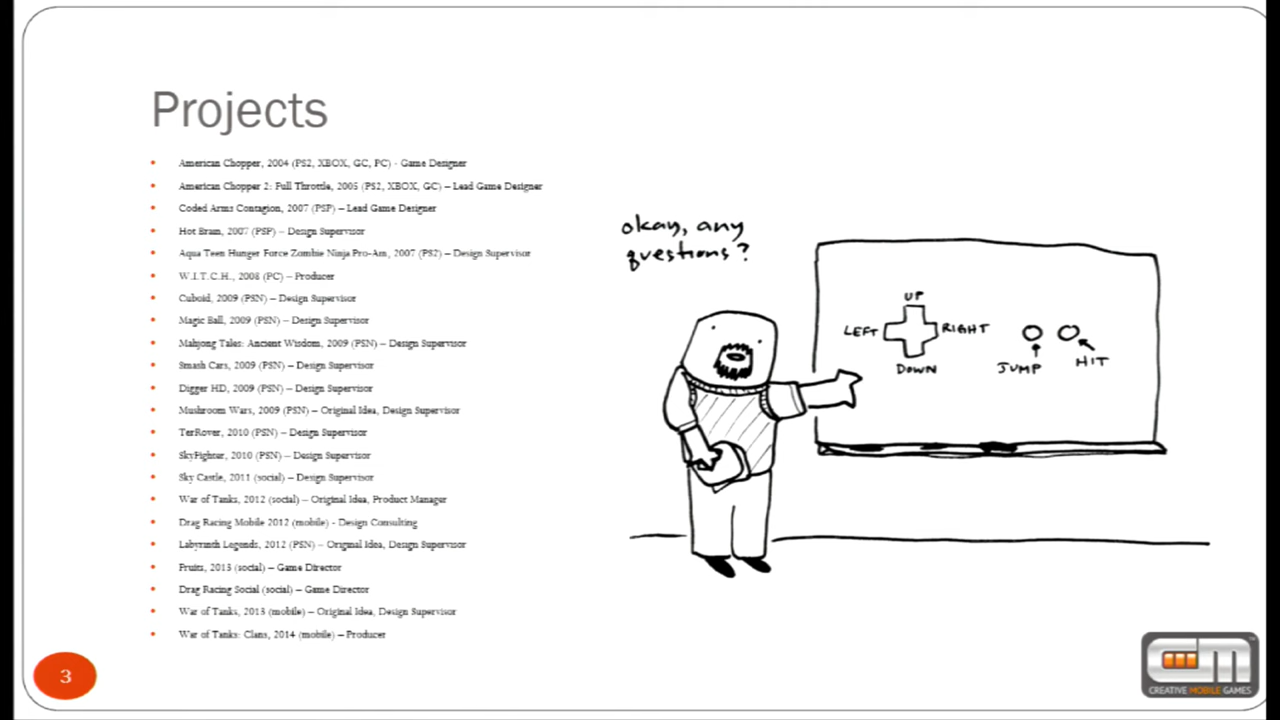 Projects
American Chopper, 2004 (PS2, XBOX, GC, PC) - Game Designer
American Chopper 2: Full Throttle, 2005 (PS2, XBOX, GC) – Lead Game Designer
Coded Arms Contagion, 2007 (PSP) – Lead Game Designer
Hot Brain, 2007 (PSP) – Design Supervisor
Aqua Teen Hunger Force Zombie Ninja Pro-Am, 2007 (PS2) – Design Supervisor
W.I.T.C.H., 2008 (PC) – Producer
Cuboid, 2009 (PSN) – Design Supervisor
Magic Ball, 2009 (PSN) – Design Supervisor
Mahjong Tales: Ancient Wisdom, 2009 (PSN) – Design Supervisor
Smash Cars, 2009 (PSN) – Design Supervisor
Digger HD, 2009 (PSN) – Design Supervisor
Mushroom Wars, 2009 (PSN) – Original Idea, Design Supervisor
TerRover, 2010 (PSN) – Design Supervisor
SkyFighter, 2010 (PSN) – Design Supervisor
Sky Castle, 2011 (social) – Design Supervisor
War of Tanks, 2012 (social) – Original Idea, Product Manager
Drag Racing Mobile 2012 (mobile) - Design Consulting
Labyrinth Legends, 2012 (PSN) – Original Idea, Design Supervisor
Fruits, 2013 (social) – Game Director
Drag Racing Social (social) – Game Director
War of Tanks, 2013 (mobile) – Original Idea, Design Supervisor
War of Tanks: Clans, 2014 (mobile) – Producer
okay, any
questions?
UP
LEFT
RIGHT
DOWN
JUMP
HIT
3
CREATIVE MOBILE GAMES
TM